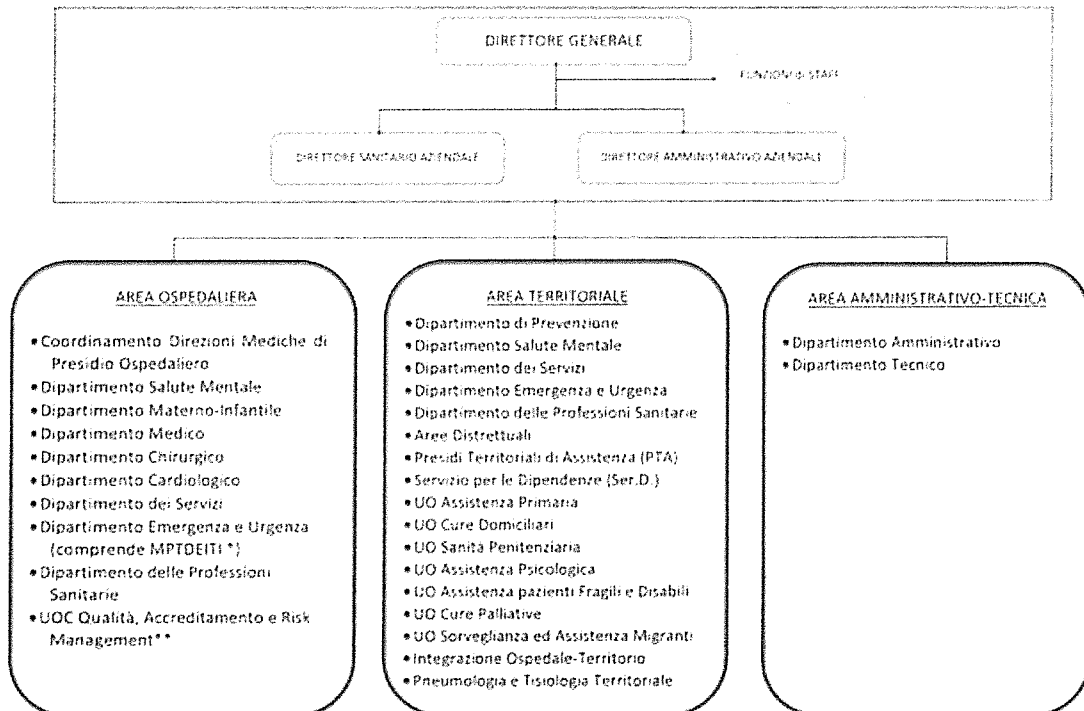 DIRETTORE GENERALE
FUNZIONI di STAFF
DIRETTORE SANITARIO AZIENDALE
DIRETTORE AMMINISTRATIVO AZIENDALE
AREA OSPEDALIERA
•Coordinamento Direzioni Mediche di
Presidio Ospedaliero
•Dipartimento Salute Mentale
•Dipartimento Materno-Infantile
•Dipartimento Medico
•Dipartimento Chirurgico
•Dipartimento Cardiologico
•Dipartimento dei Servizi
•Dipartimento Emergenza e Urgenza
(comprende MPTDEITI *)
•Dipartimento delle Professioni
Sanitarie
•UOC Qualità, Accreditamento e Risk
Management**
AREA TERRITORIALE
•Dipartimento di Prevenzione
•Dipartimento Salute Mentale
•Dipartimento dei Servizi
•Dipartimento Emergenza e Urgenza
•Dipartimento delle Professioni Sanitarie
•Aree Distrettuali
•Presidi Territoriali di Assistenza (PTA)
•Servizio per le Dipendenze (Ser.D.)
•UO Assistenza Primaria
•UO Cure Domiciliari
•UO Sanità Penitenziaria
•UO Assistenza Psicologica
•UO Assistenza pazienti Fragili e Disabili
•UO Cure Palliative
•UO Sorveglianza ed Assistenza Migranti
•Integrazione Ospedale-Territorio
•Pneumologia e Tisiologia Territoriale
AREA AMMINISTRATIVO-TECNICA
•Dipartimento Amministrativo
•Dipartimento Tecnico